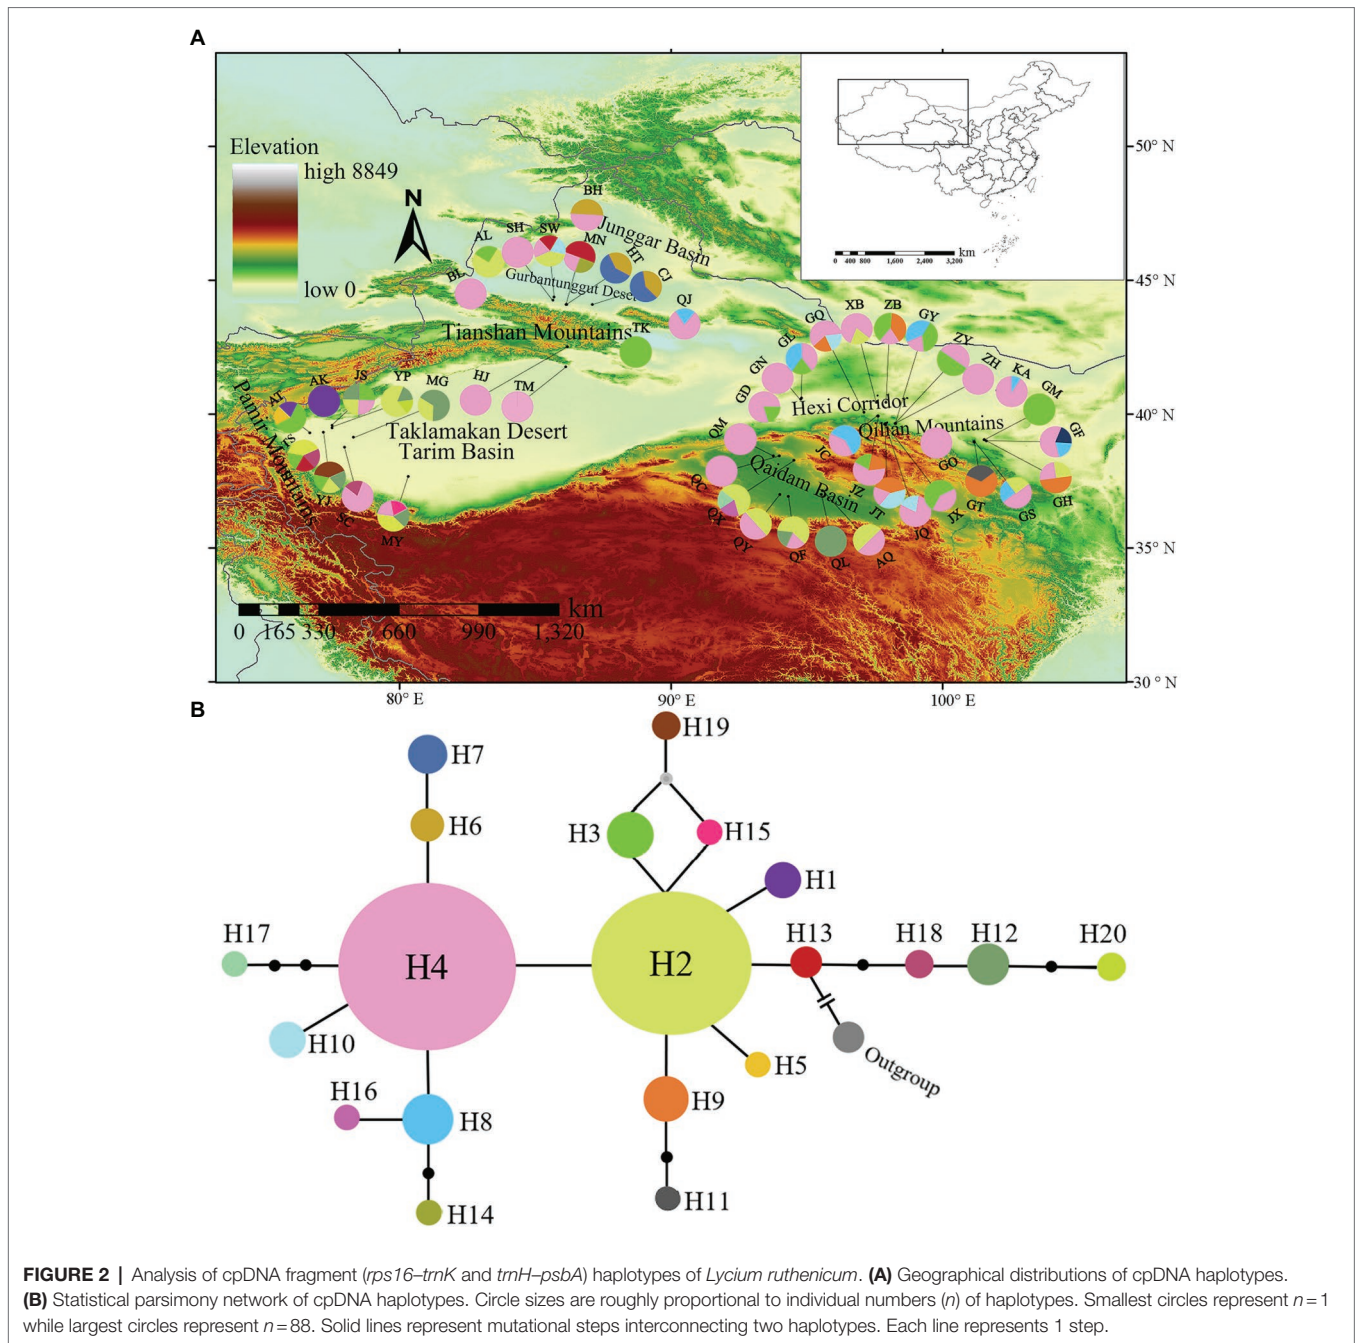 A
Elevation
high 8849
low 0
N
km
0 400 800 1,600 2,400 3,200
50° N
45° N
40° N
35° N
30° N
80° E
90° E
100° E
BH
Junggar Basin
AL
SH
SW
MN
HT
CJ
BL
Gurbantunggut Deset
QJ
TK
Tianshan Mountains
AT
AK
JS
YP
MG
HJ
TM
Pamir Mountains
Taklamakan Desert
Tarim Basin
TS
YT
SC
MY
GQ
XB
ZB
GY
GL
ZY
ZH
KA
GM
GN
GD
Hexi Corridor
Qilian Mountains
GF
QM
JC
GO
QC
Qaidam Basin
JZ
JT
JQ
JX
GT
GS
GH
QX
QY
QF
QL
AQ
km
0 165 330 660 990 1,320
B
H19
H7
H3
H15
H6
H1
H17
H4
H2
H13
H18
H12
H20
H10
H5
Outgroup
H16
H8
H9
H14
H11
FIGURE 2 | Analysis of cpDNA fragment (rps16–trnK and trnH–psbA) haplotypes of Lycium ruthenicum. (A) Geographical distributions of cpDNA haplotypes.
(B) Statistical parsimony network of cpDNA haplotypes. Circle sizes are roughly proportional to individual numbers (n) of haplotypes. Smallest circles represent n=1
while largest circles represent n=88. Solid lines represent mutational steps interconnecting two haplotypes. Each line represents 1 step.